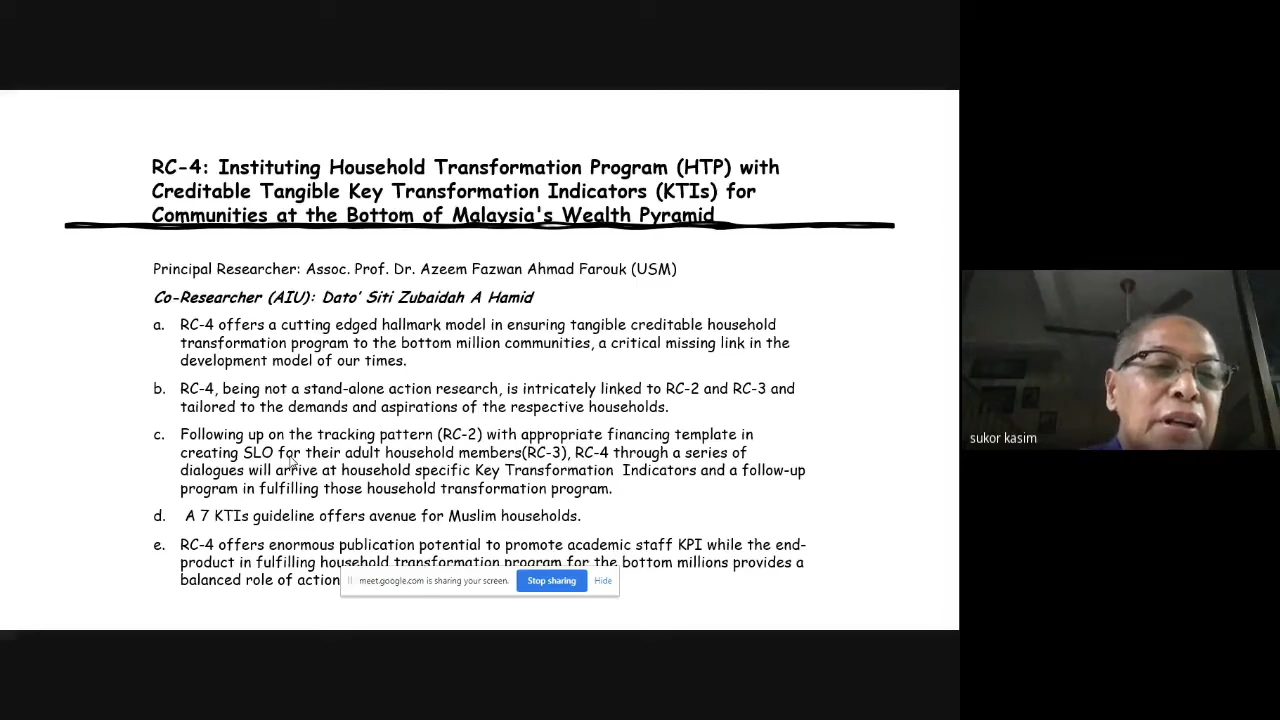 RC-4: Instituting Household Transformation Program (HTP) with
Creditable Tangible Key Transformation Indicators (KTIs) for
Communities at the Bottom of Malaysia's Wealth Pyramid
Principal Researcher: Assoc. Prof. Dr. Azeem Fazwan Ahmad Farouk (USM)
Co-Researcher (AIU): Dato' Siti Zubaidah A Hamid
a. RC-4 offers a cutting edged hallmark model in ensuring tangible creditable household
transformation program to the bottom million communities, a critical missing link in the
development model of our times.
b. RC-4, being not a stand-alone action research, is intricately linked to RC-2 and RC-3 and
tailored to the demands and aspirations of the respective households.
c. Following up on the tracking pattern (RC-2) with appropriate financing template in
creating SLO for their adult household members(RC-3), RC-4 through a series of
dialogues will arrive at household specific Key Transformation Indicators and a follow-up
program in fulfilling those household transformation program.
d. A 7 KTIs guideline offers avenue for Muslim households.
e. RC-4 offers enormous publication potential to promote academic staff KPI while the end-
product in fulfilling household transformation program for the bottom millions provides a
balanced role of action
meet.google.com is sharing your screen. Stop sharing Hide
sukor kasim